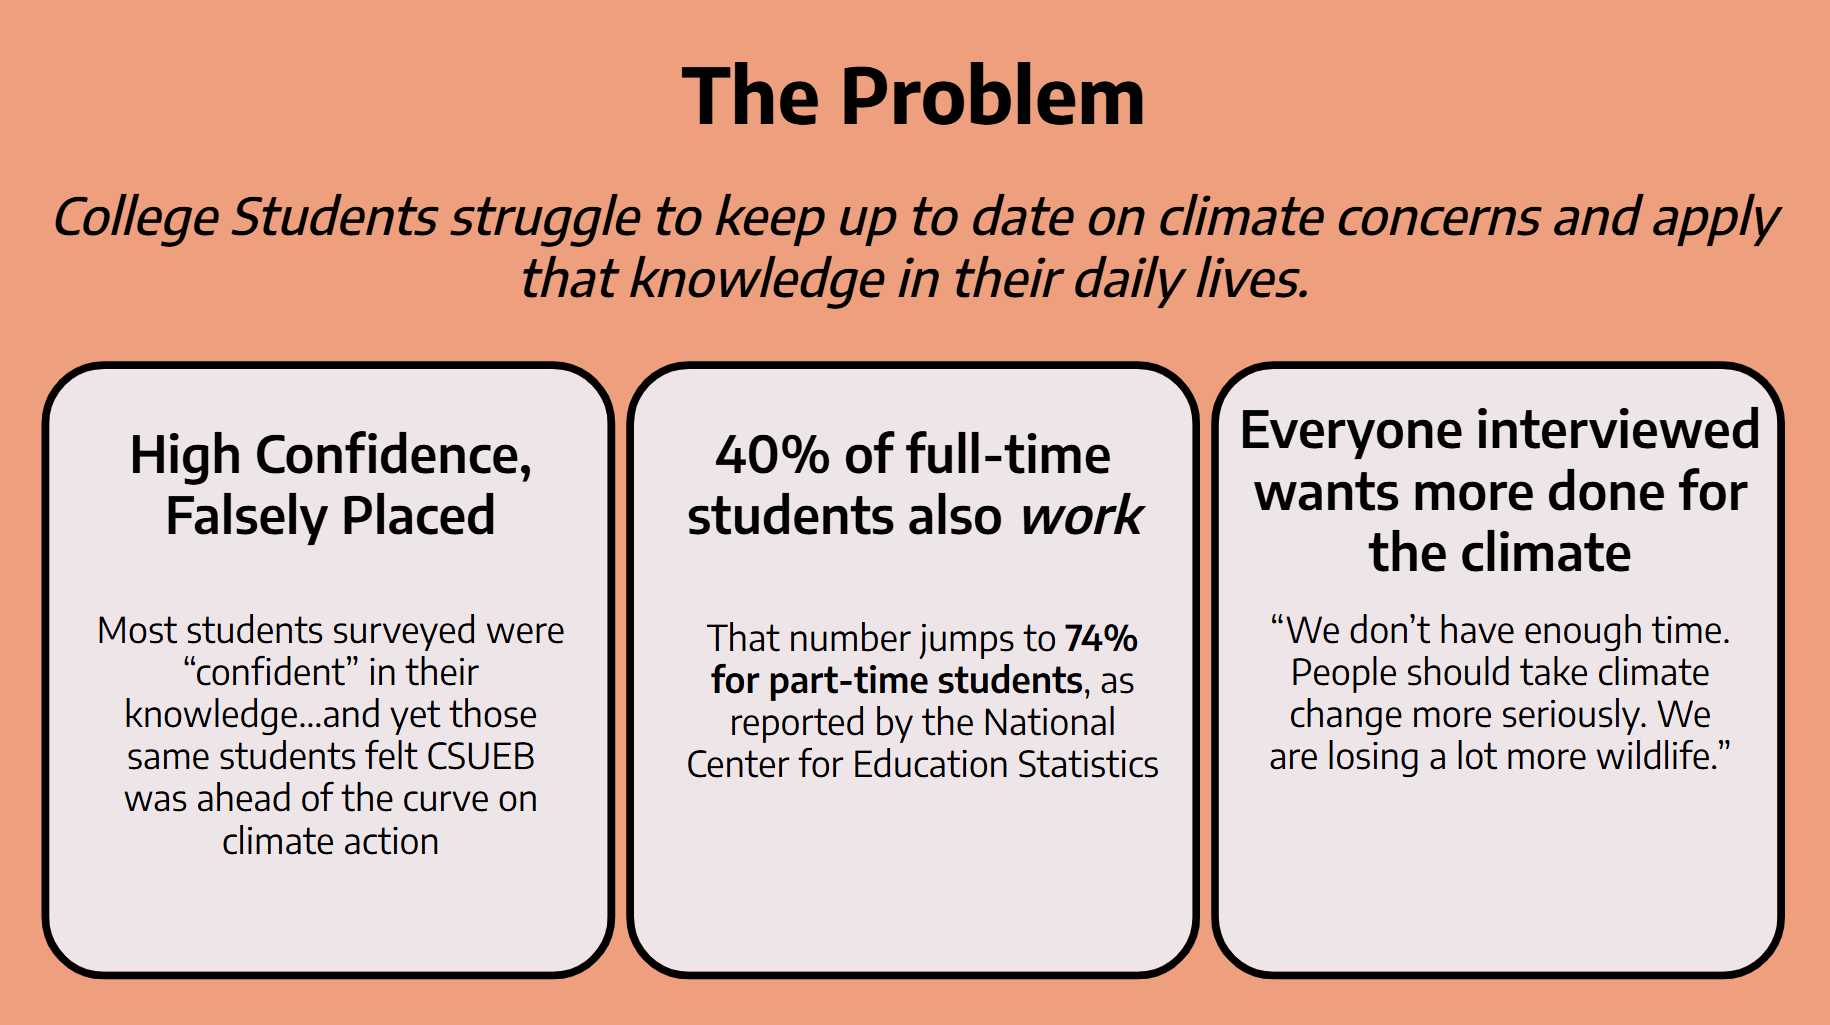 The Problem
College Students struggle to keep up to date on climate concerns and apply
that knowledge in their daily lives.
High Confidence,
Falsely Placed
Most students surveyed were
“confident” in their
knowledge...and yet those
same students felt CSUEB
was ahead of the curve on
climate action
40% of full-time
students also work
That number jumps to 74%
for part-time students, as
reported by the National
Center for Education Statistics
Everyone interviewed
wants more done for
the climate
“We don’t have enough time.
People should take climate
change more seriously. We
are losing a lot more wildlife.”